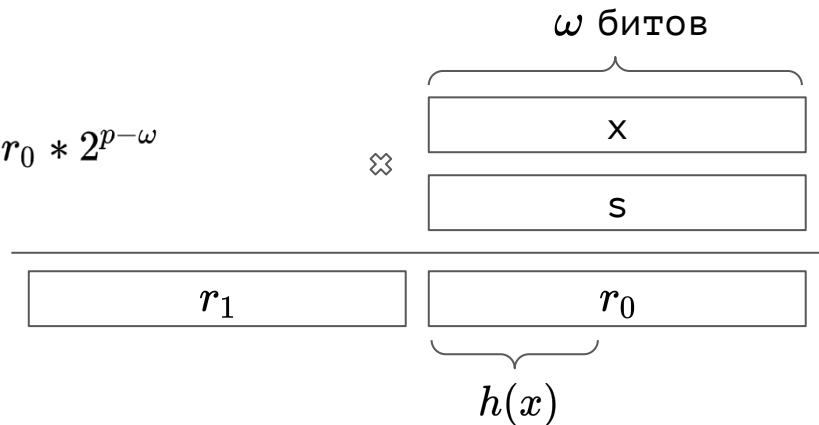 ω битов
x
r₀ * 2^{p−ω}
s
r₁ r₀
h(x)